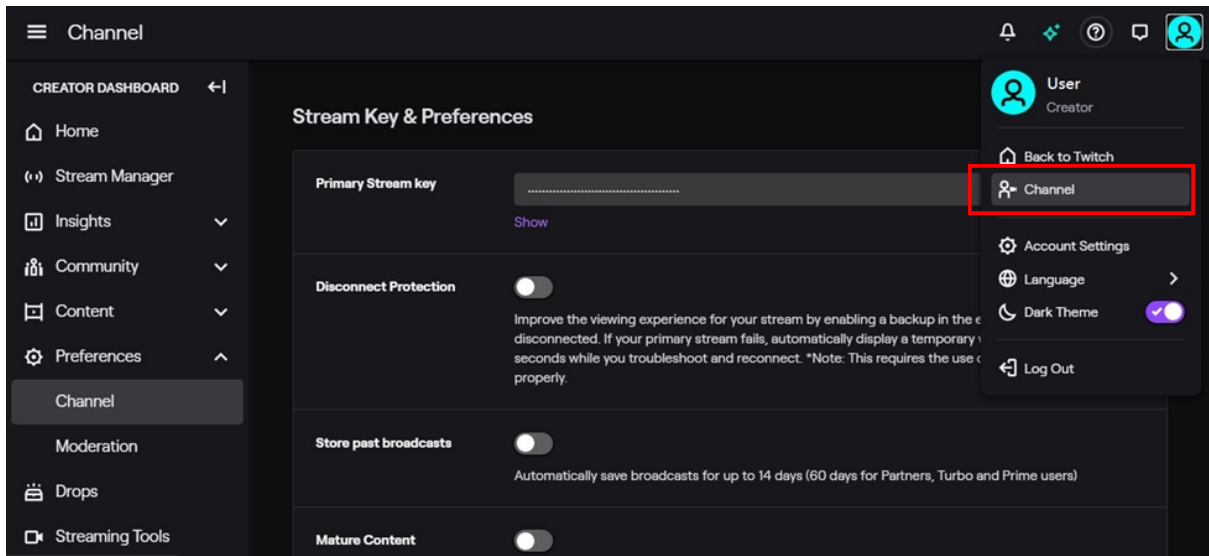 Channel
CREATOR DASHBOARD
Home
Stream Manager
Insights
Community
Content
Preferences
Channel
Moderation
Drops
Streaming Tools
Stream Key & Preferences
Primary Stream key
Show
Disconnect Protection
Improve the viewing experience for your stream by enabling a backup in the e
disconnected. If your primary stream fails, automatically display a temporary
seconds while you troubleshoot and reconnect. *Note: This requires the use
properly.
Store past broadcasts
Automatically save broadcasts for up to 14 days (60 days for Partners, Turbo and Prime users)
Mature Content
User
Creator
Back to Twitch
Channel
Account Settings
Language
Dark Theme
Log Out